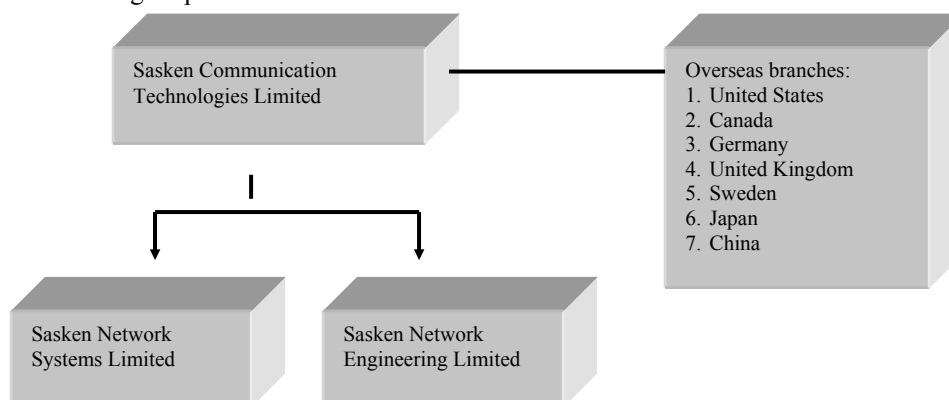 Sasken Communication
Technologies Limited
Overseas branches:
1. United States
2. Canada
3. Germany
4. United Kingdom
5. Sweden
6. Japan
7. China
Sasken Network
Systems Limited
Sasken Network
Engineering Limited